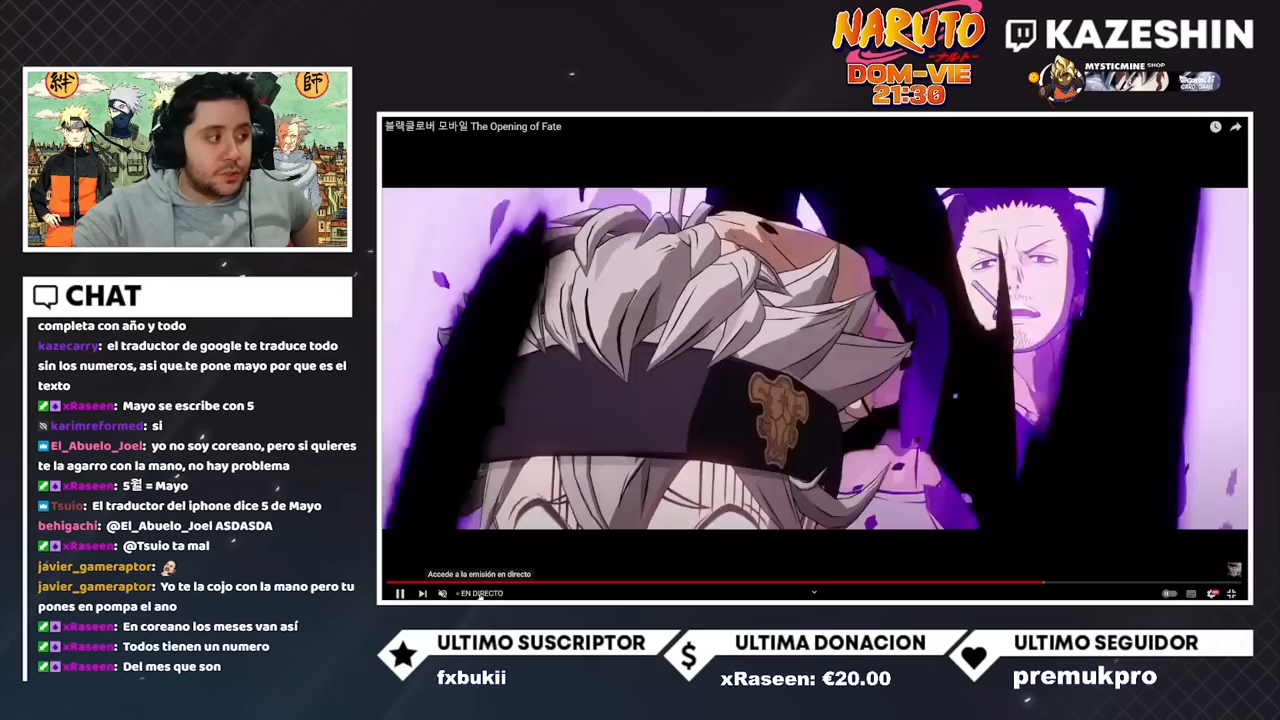 NARUTO
ナルト
DOM-VIE
21:30
KAZESHIN
MYSTICMINE SHOP
絆
師
블랙클로버 모바일 The Opening of Fate
CHAT
completa con año y todo
kazecarry: el traductor de google te traduce todo
sin los numeros, asi que te pone mayo por que es el
texto
xRaseen: Mayo se escribe con 5
karimreformed: si
El_Abuelo_Joel: yo no soy coreano, pero si quieres
te la agarro con la mano, no hay problema
xRaseen: 5월 = Mayo
Tsuio: El traductor del iphone dice 5 de Mayo
behigachi: @El_Abuelo_Joel ASDASDA
xRaseen: @Tsuio ta mal
javier_gameraptor:
javier_gameraptor: Yo te la cojo con la mano pero tu
pones en pompa el ano
xRaseen: En coreano los meses van así
xRaseen: Todos tienen un numero
xRaseen: Del mes que son
Accede a la emisión en directo
EN DIRECTO
ULTIMO SUSCRIPTOR
fxbukii
ULTIMA DONACION
xRaseen: €20.00
ULTIMO SEGUIDOR
premukpro